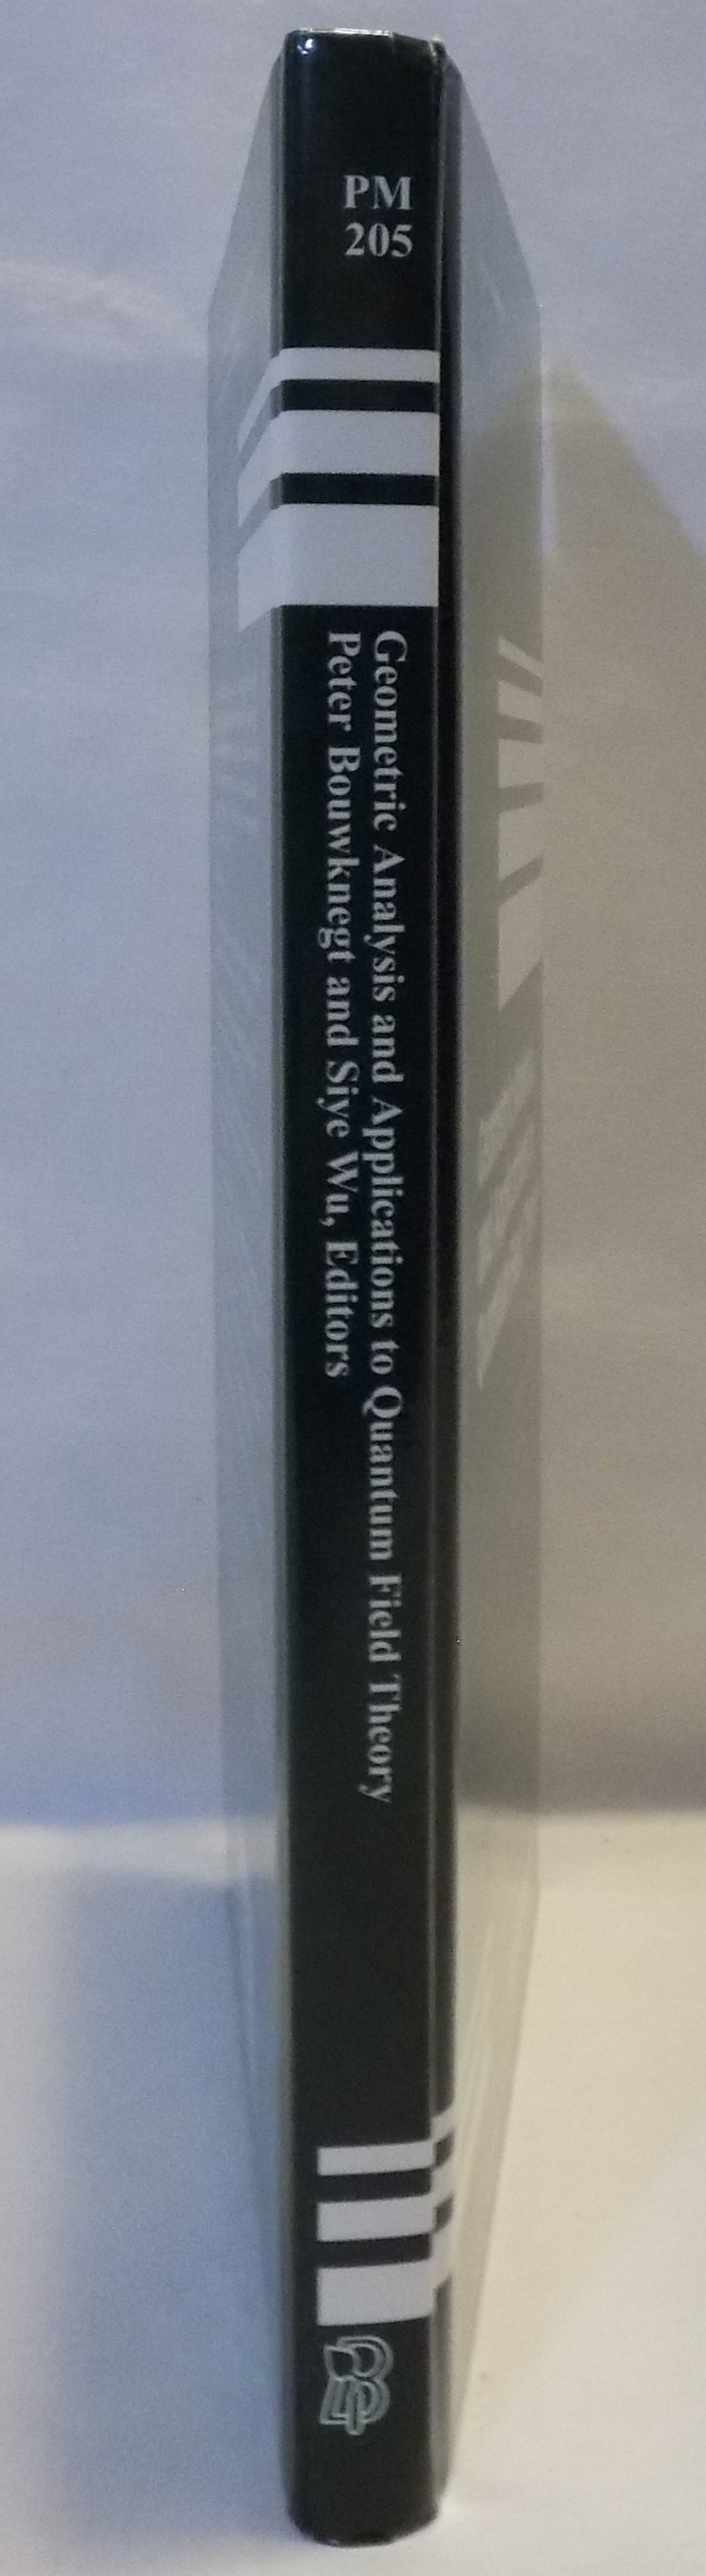 PM
205
Geometric Analysis and Applications to Quantum Field Theory
Peter Bouwknegt and Siye Wu, Editors